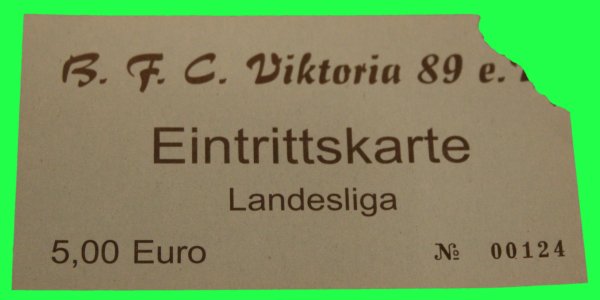 B. F. C. Viktoria 89 e.
Eintrittskarte
Landesliga
5,00 Euro № 00124